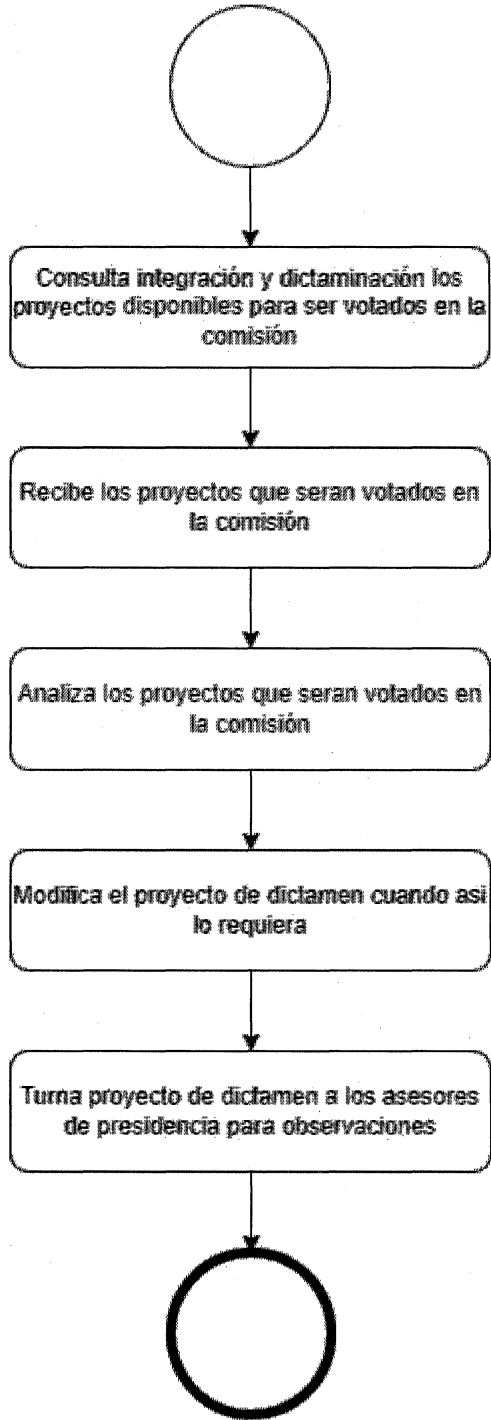 Consulta integración y dictaminación los
proyectos disponibles para ser votados en la
comisión
Recibe los proyectos que seran votados en
la comisión
Analiza los proyectos que seran votados en
la comisión
Modifica el proyecto de dictamen cuando asi
lo requiera
Turna proyecto de dictamen a los asesores
de presidencia para observaciones